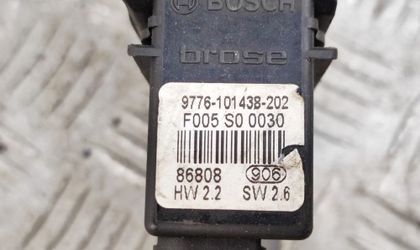 BOSCH
brose
9776-101438-202
F005 S0 0030
86808 906
HW 2.2 SW 2.6